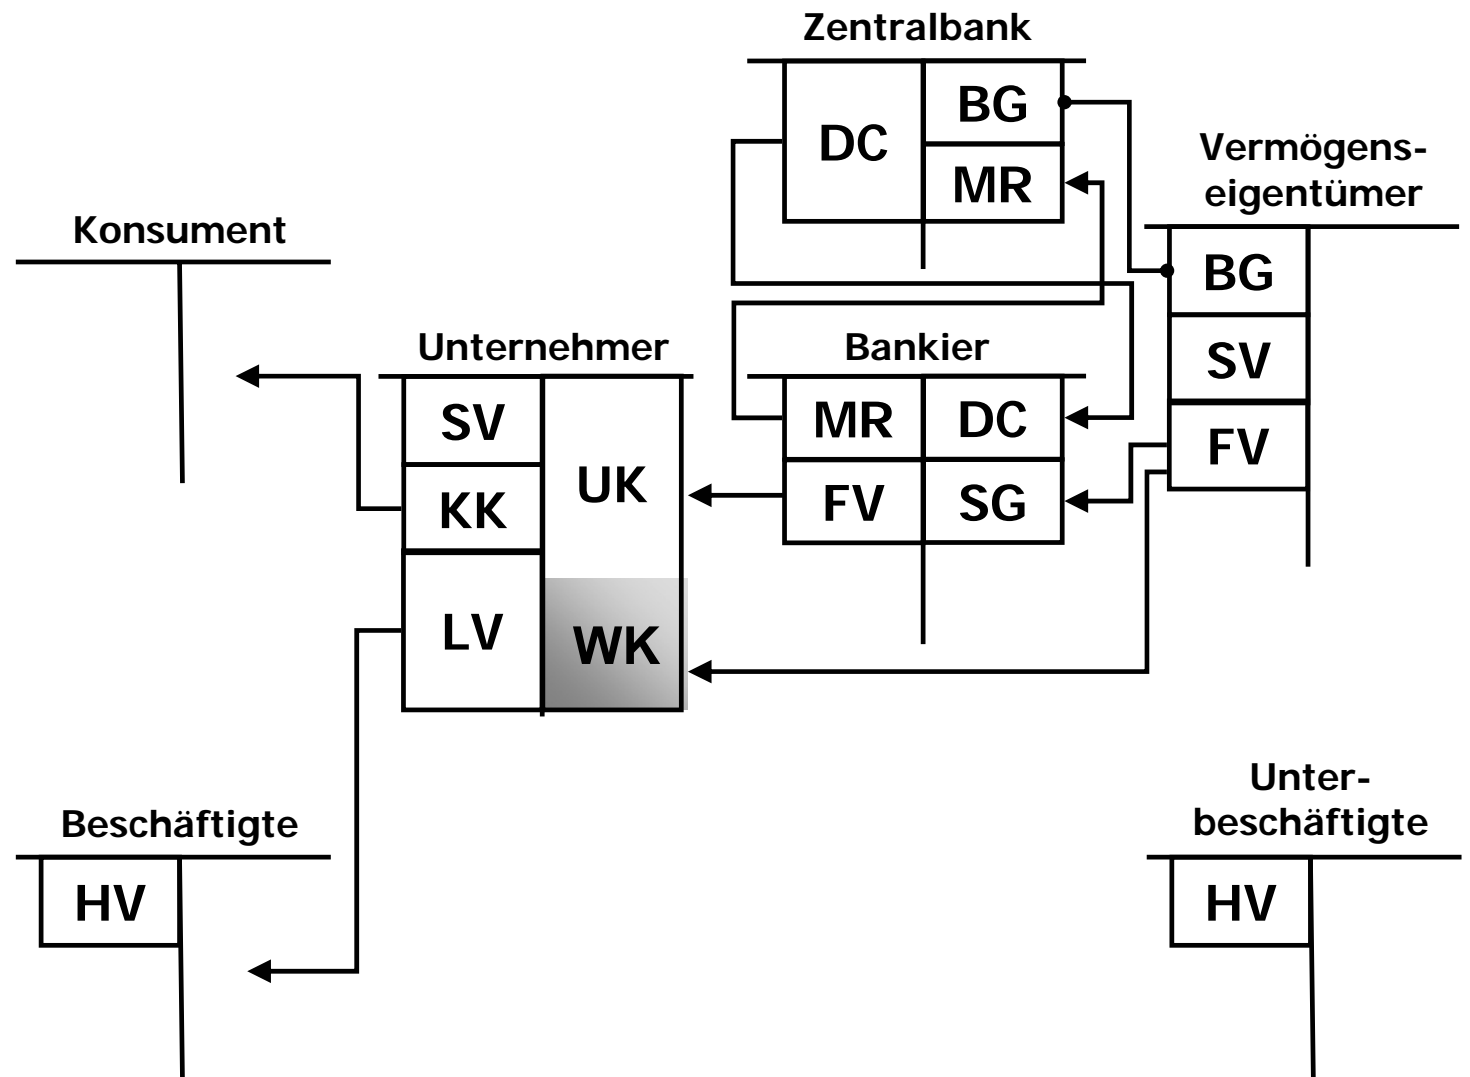 Zentralbank
DC
BG
MR
Vermögens-
eigentümer
BG
SV
FV
Konsument
Unternehmer
SV
KK
LV
UK
WK
Bankier
MR
DC
FV
SG
Beschäftigte
HV
Unter-
beschäftigte
HV